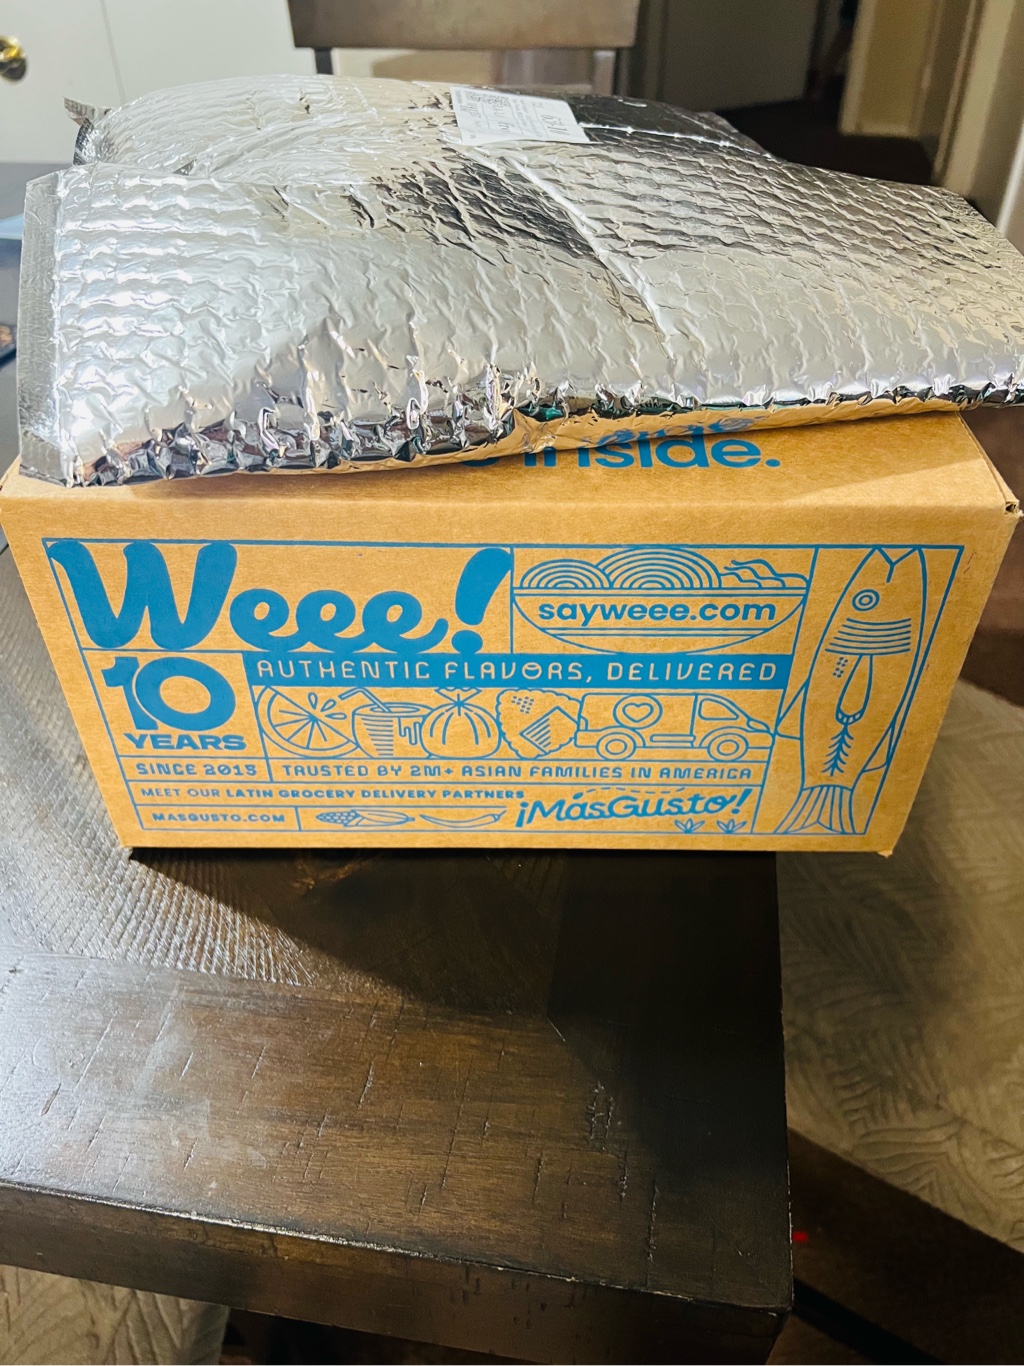 inside.
Weee!
sayweee.com
10
YEARS
AUTHENTIC FLAVORS, DELIVERED
SINCE 2015
TRUSTED BY 2M+ ASIAN FAMILIES IN AMERICA
MEET OUR LATIN GROCERY DELIVERY PARTNERS
¡MásGusto!
MASGUSTO.COM